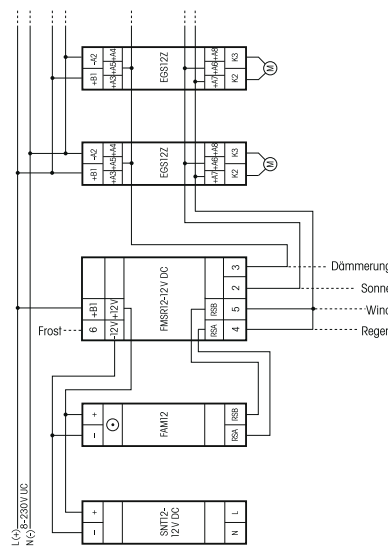 -A2
+B1
+A3+A5+A4
EGS12Z
+A7+A6+A8
K3
K2
M
-A2
+B1
+A3+A5+A4
EGS12Z
+A7+A6+A8
K3
K2
M
+B1
6
-12V +12V
FMSR12-12V DC
RSB
RSA
3
2
5
4
Dämmerung
Sonne
Wind
Regen
Frost
+
-
FAM12
RSB
RSA
+
-
SNT12-
12V DC
L
N
L(+)
8-230V UC
N(-)